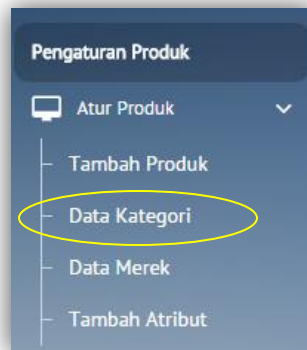 Pengaturan Produk
Atur Produk
Tambah Produk
Data Kategori
Data Merek
Tambah Atribut